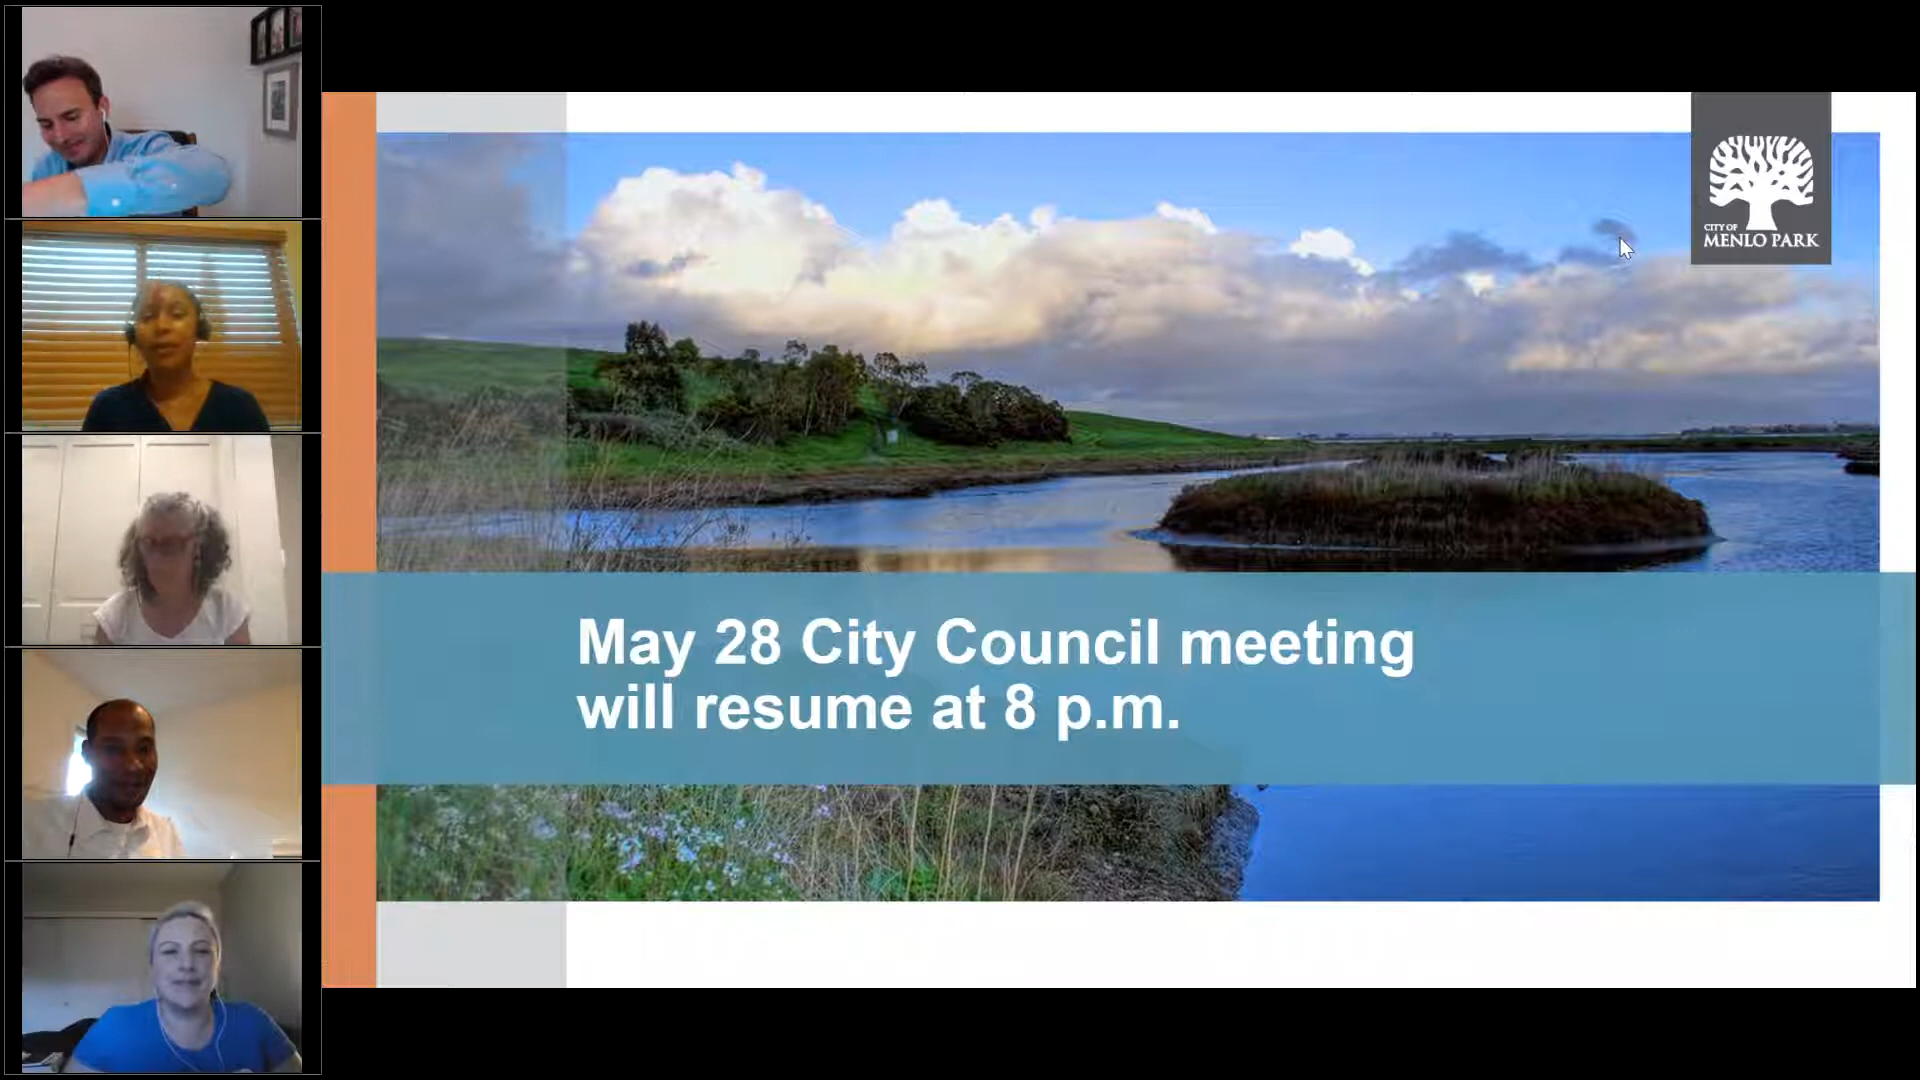 CITY OF
MENLO PARK
May 28 City Council meeting
will resume at 8 p.m.